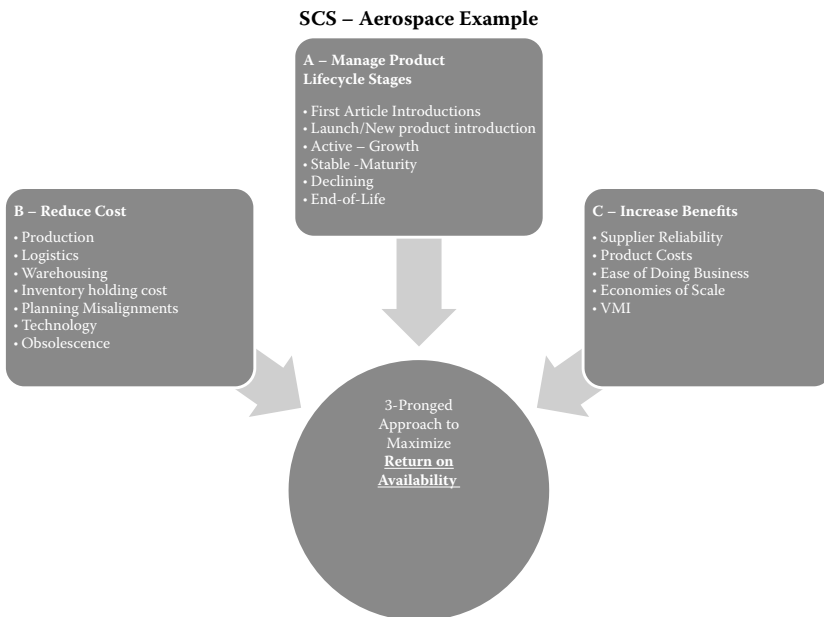 SCS – Aerospace Example
A – Manage Product
Lifecycle Stages
• First Article Introductions
• Launch/New product introduction
• Active – Growth
• Stable -Maturity
• Declining
• End-of-Life
B – Reduce Cost
• Production
• Logistics
• Warehousing
• Inventory holding cost
• Planning Misalignments
• Technology
• Obsolescence
C – Increase Benefits
• Supplier Reliability
• Product Costs
• Ease of Doing Business
• Economies of Scale
• VMI
3-Pronged
Approach to
Maximize
Return on
Availability